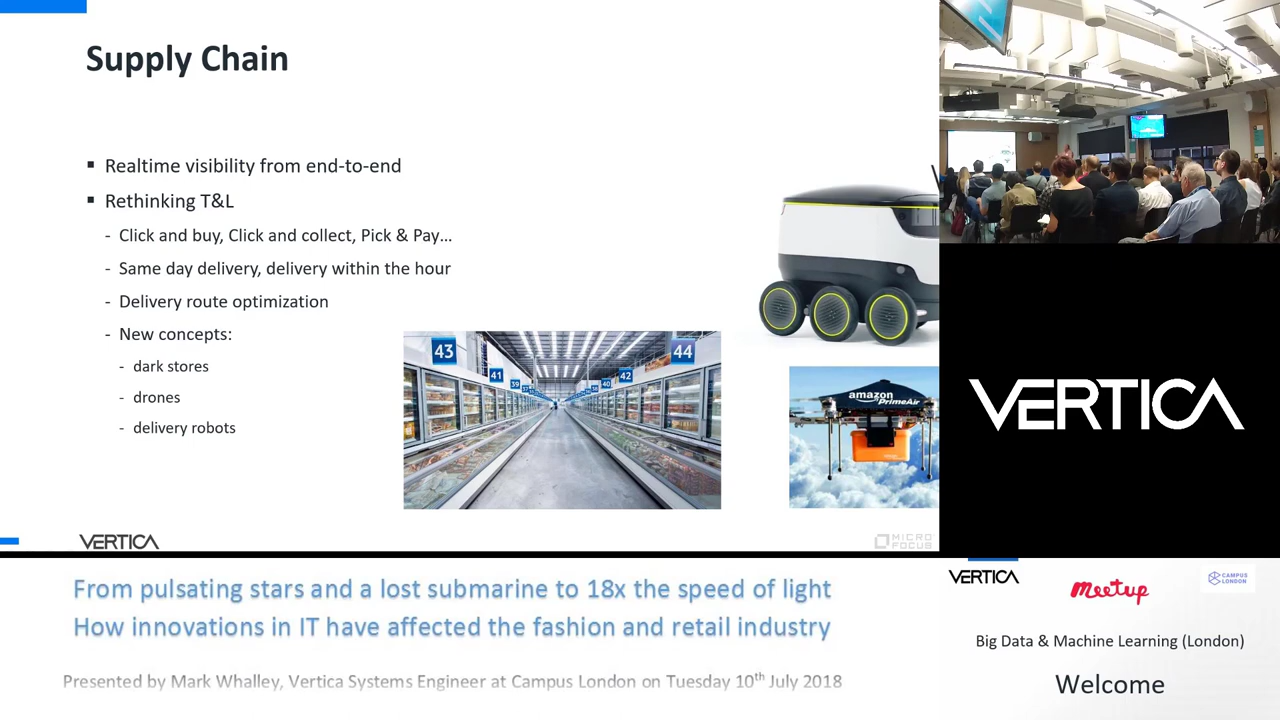 Supply Chain
▪ Realtime visibility from end-to-end
▪ Rethinking T&L
- Click and buy, Click and collect, Pick & Pay...
- Same day delivery, delivery within the hour
- Delivery route optimization
- New concepts:
- dark stores
- drones
- delivery robots
43
44
41
42
39
40
amazon
PrimeAir
VERTICA
MICRO
FOCUS
VERTICA
From pulsating stars and a lost submarine to 18x the speed of light
How innovations in IT have affected the fashion and retail industry
Presented by Mark Whalley, Vertica Systems Engineer at Campus London on Tuesday 10th July 2018
VERTICA
meetup
CAMPUS
LONDON
Big Data & Machine Learning (London)
Welcome